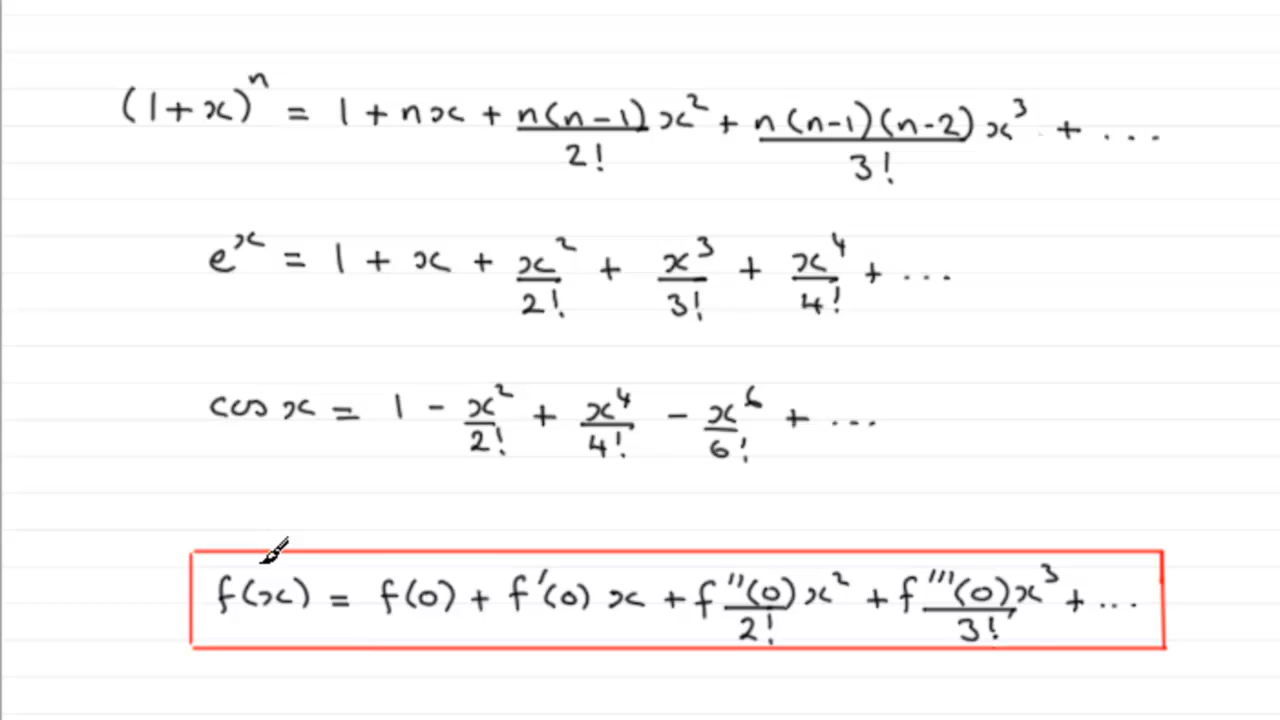 (1+x)^n = 1 + nx + n(n-1)/2! x^2 + n(n-1)(n-2)/3! x^3 + ...
e^x = 1 + x + x^2/2! + x^3/3! + x^4/4! + ...
cos x = 1 - x^2/2! + x^4/4! - x^6/6! + ...
f(x) = f(0) + f'(0) x + f''(0)/2! x^2 + f'''(0)/3! x^3 + ...